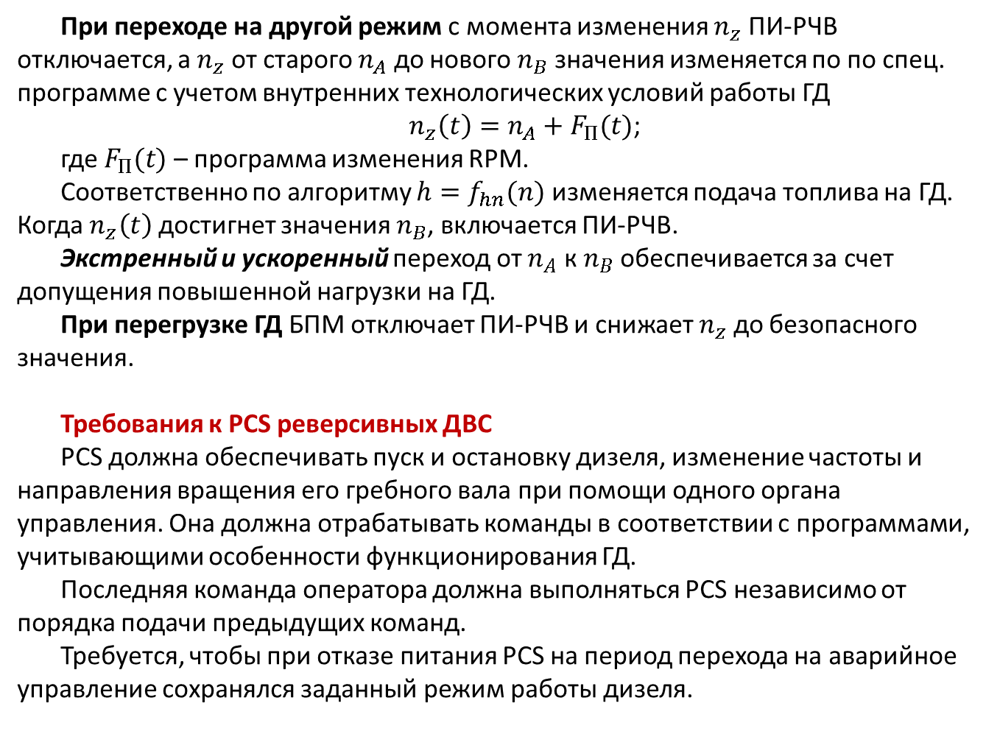 При переходе на другой режим с момента изменения n_z ПИ-РЧВ
отключается, а n_z от старого n_A до нового n_B значения изменяется по по спец.
программе с учетом внутренних технологических условий работы ГД
n_z(t) = n_A + F_П(t);
где F_П(t) – программа изменения RPM.
Соответственно по алгоритму h = f_hn(n) изменяется подача топлива на ГД.
Когда n_z(t) достигнет значения n_B, включается ПИ-РЧВ.
Экстренный и ускоренный переход от n_A к n_B обеспечивается за счет
допущения повышенной нагрузки на ГД.
При перегрузке ГД БПМ отключает ПИ-РЧВ и снижает n_z до безопасного
значения.
Требования к PCS реверсивных ДВС
PCS должна обеспечивать пуск и остановку дизеля, изменение частоты и
направления вращения его гребного вала при помощи одного органа
управления. Она должна отрабатывать команды в соответствии с программами,
учитывающими особенности функционирования ГД.
Последняя команда оператора должна выполняться PCS независимо от
порядка подачи предыдущих команд.
Требуется, чтобы при отказе питания PCS на период перехода на аварийное
управление сохранялся заданный режим работы дизеля.